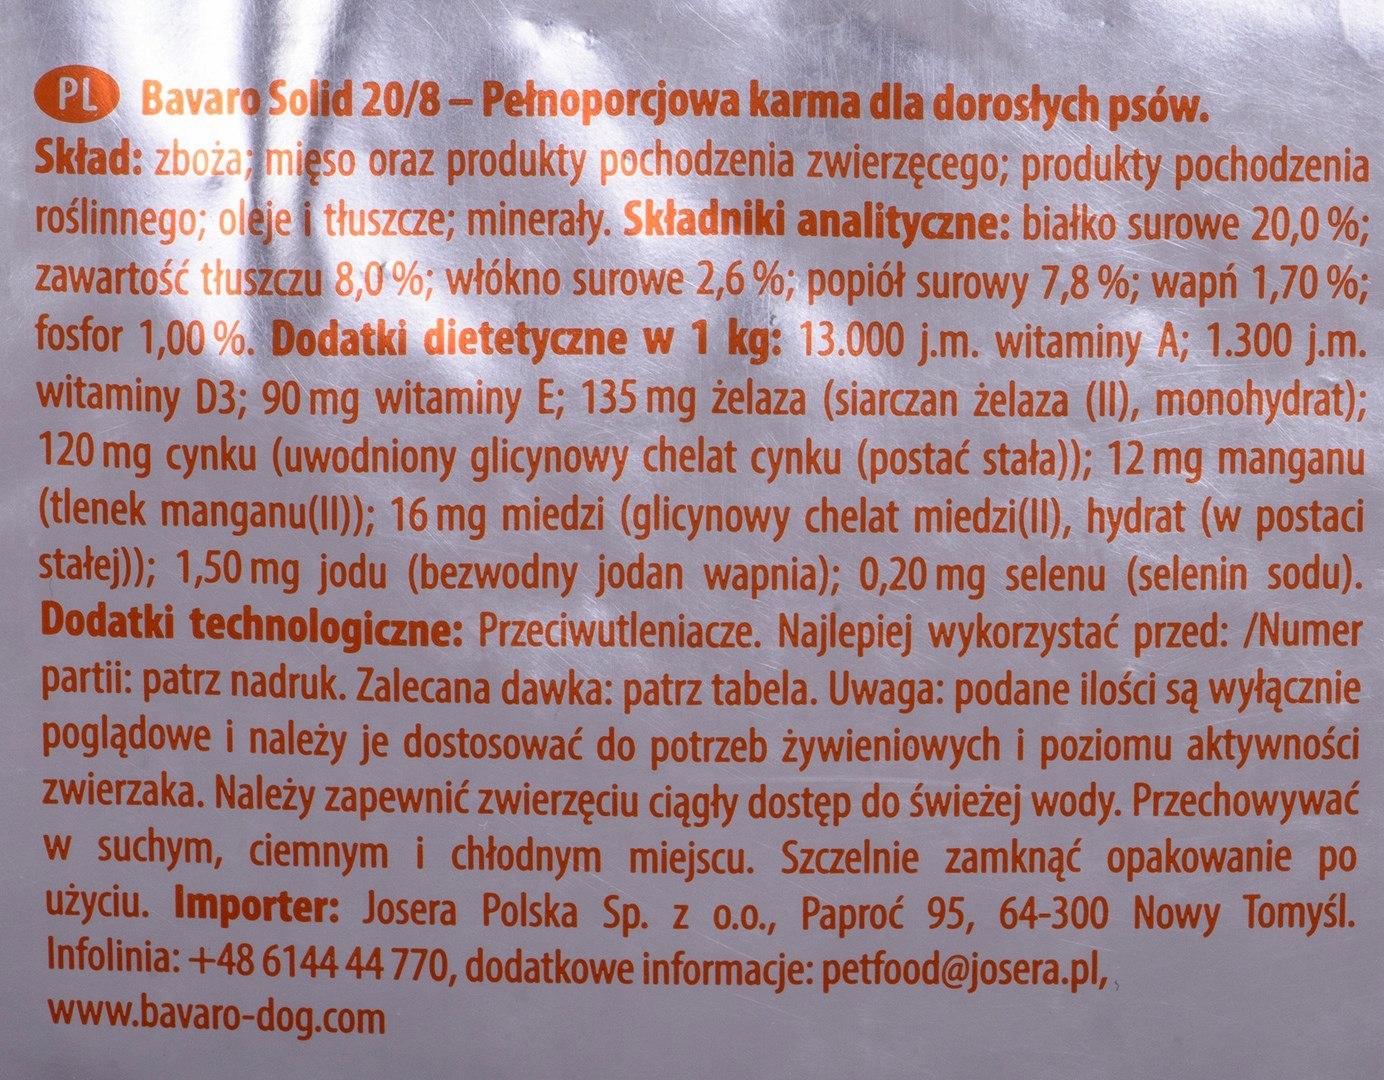 PL Bavaro Solid 20/8 – Pełnoporcjowa karma dla dorosłych psów.
Skład: zboża; mięso oraz produkty pochodzenia zwierzęcego; produkty pochodzenia
roślinnego; oleje i tłuszcze; minerały. Składniki analityczne: białko surowe 20,0 %;
zawartość tłuszczu 8,0 %; włókno surowe 2,6 %; popiół surowy 7,8 %; wapń 1,70 %;
fosfor 1,00 %. Dodatki dietetyczne w 1 kg: 13.000 j.m. witaminy A; 1.300 j.m.
witaminy D3; 90 mg witaminy E; 135 mg żelaza (siarczan żelaza (II), monohydrat);
120 mg cynku (uwodniony glicynowy chelat cynku (postać stała)); 12 mg manganu
(tlenek manganu(II)); 16 mg miedzi (glicynowy chelat miedzi(II), hydrat (w postaci
stałej)); 1,50 mg jodu (bezwodny jodan wapnia); 0,20 mg selenu (selenin sodu).
Dodatki technologiczne: Przeciwutleniacze. Najlepiej wykorzystać przed: /Numer
partii: patrz nadruk. Zalecana dawka: patrz tabela. Uwaga: podane ilości są wyłącznie
poglądowe i należy je dostosować do potrzeb żywieniowych i poziomu aktywności
zwierzaka. Należy zapewnić zwierzęciu ciągły dostęp do świeżej wody. Przechowywać
w suchym, ciemnym i chłodnym miejscu. Szczelnie zamknąć opakowanie po
użyciu. Importer: Josera Polska Sp. z o.o., Paproć 95, 64-300 Nowy Tomyśl.
Infolinia: +48 6144 44 770, dodatkowe informacje: petfood@josera.pl,
www.bavaro-dog.com